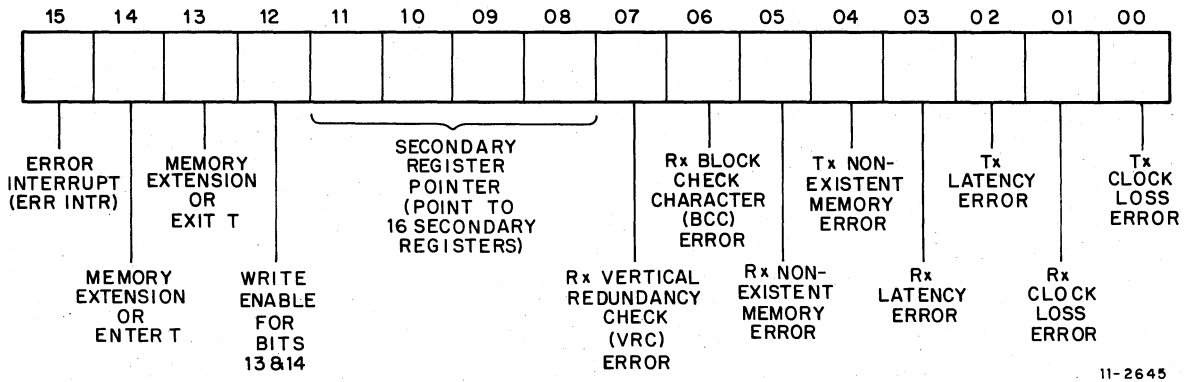 15 14 13 12 11 10 09 08 07 06 05 04 03 02 01 00
ERROR
INTERRUPT
(ERR INTR)
MEMORY
EXTENSION
OR
ENTER T
MEMORY
EXTENSION
OR
EXIT T
WRITE
ENABLE
FOR
BITS
13&14
SECONDARY
REGISTER
POINTER
(POINT TO
16 SECONDARY
REGISTERS)
Rx VERTICAL
REDUNDANCY
CHECK
(VRC)
ERROR
Rx BLOCK
CHECK
CHARACTER
(BCC)
ERROR
Rx NON-
EXISTENT
MEMORY
ERROR
Tx NON-
EXISTENT
MEMORY
ERROR
Rx
LATENCY
ERROR
Tx
LATENCY
ERROR
Rx
CLOCK
LOSS
ERROR
Tx
CLOCK
LOSS
ERROR
11-2645